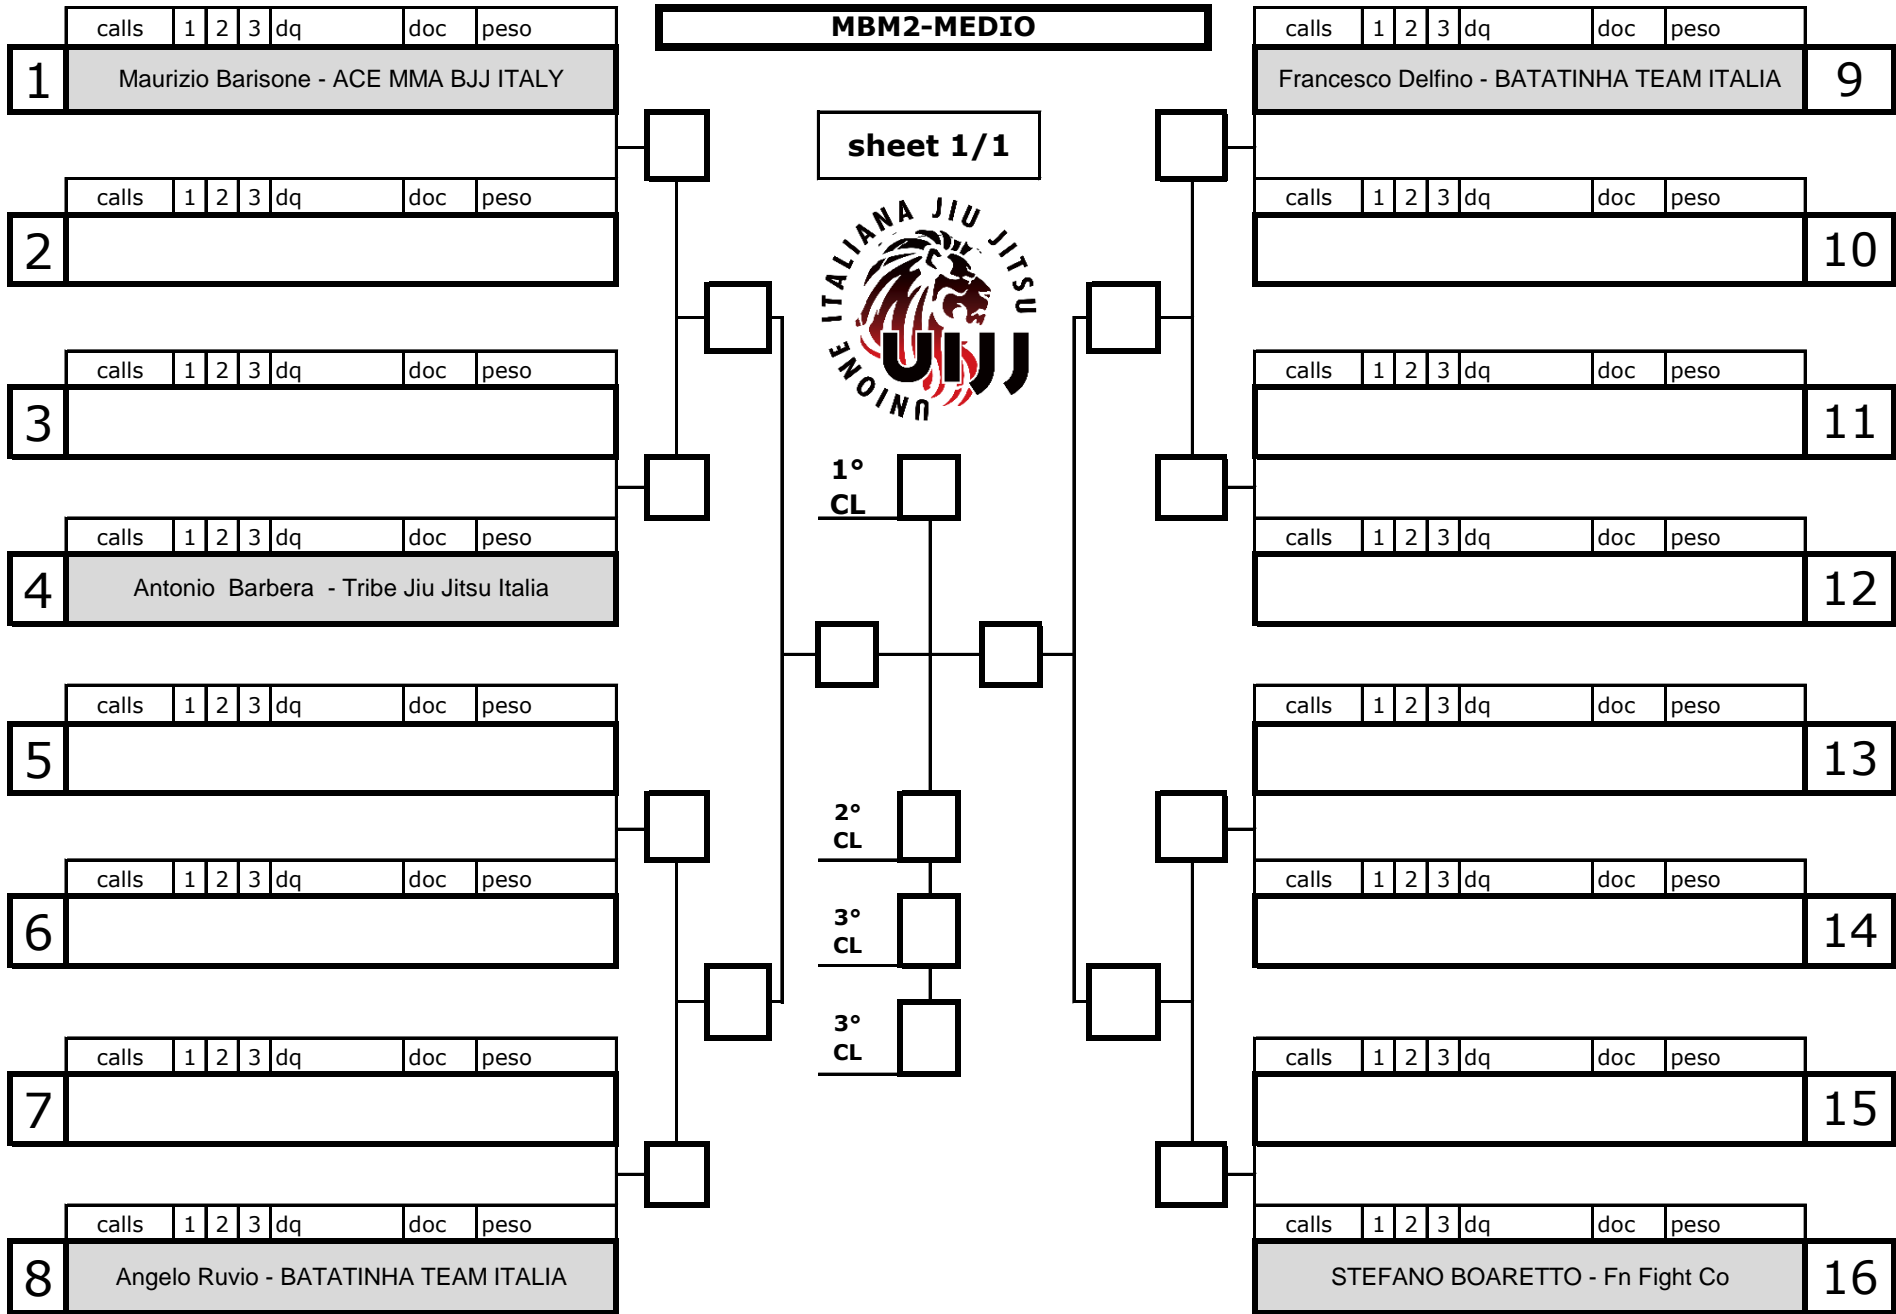 MBM2-MEDIO
sheet 1/1
UNIONE ITALIANA JIU JITSU
UIJJ
calls 1 2 3 dq doc peso
1 Maurizio Barisone - ACE MMA BJJ ITALY
calls 1 2 3 dq doc peso
2
calls 1 2 3 dq doc peso
3
calls 1 2 3 dq doc peso
4 Antonio  Barbera  - Tribe Jiu Jitsu Italia
calls 1 2 3 dq doc peso
5
calls 1 2 3 dq doc peso
6
calls 1 2 3 dq doc peso
7
calls 1 2 3 dq doc peso
8 Angelo Ruvio - BATATINHA TEAM ITALIA
1°
CL
2°
CL
3°
CL
3°
CL
calls 1 2 3 dq doc peso
Francesco Delfino - BATATINHA TEAM ITALIA 9
calls 1 2 3 dq doc peso
10
calls 1 2 3 dq doc peso
11
calls 1 2 3 dq doc peso
12
calls 1 2 3 dq doc peso
13
calls 1 2 3 dq doc peso
14
calls 1 2 3 dq doc peso
15
calls 1 2 3 dq doc peso
STEFANO BOARETTO - Fn Fight Co 16